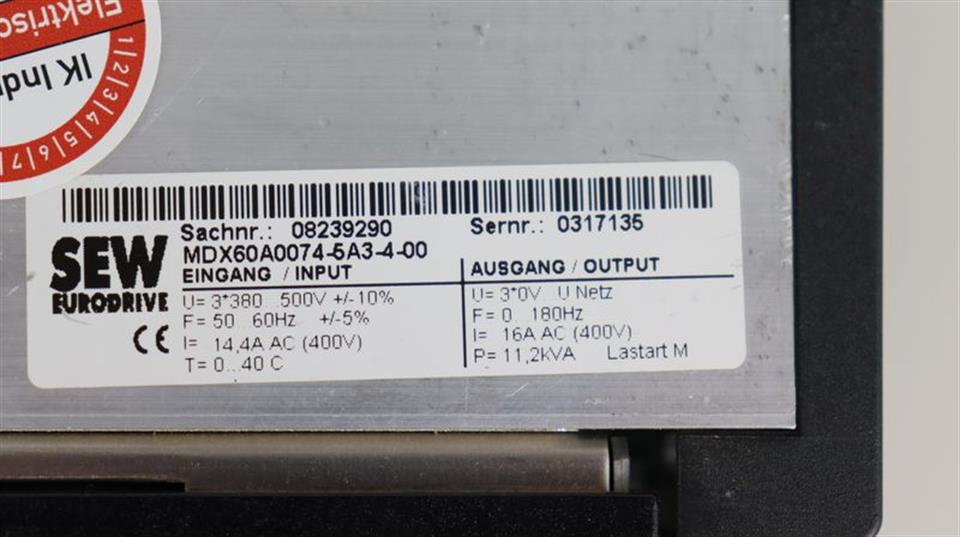 Elektrisc
IK Ind
1|2|3|4|5|6|7
Sachnr.: 08239290 Sernr.: 0317135
MDX60A0074-5A3-4-00
SEW
EURODRIVE
CE
EINGANG / INPUT
U= 3*380...500V +/-10%
F= 50...60Hz +/-5%
I= 14,4A AC (400V)
T= 0...40 C
AUSGANG / OUTPUT
U= 3*0V...U Netz
F= 0...180Hz
I= 16A AC (400V)
P= 11,2kVA Lastart M